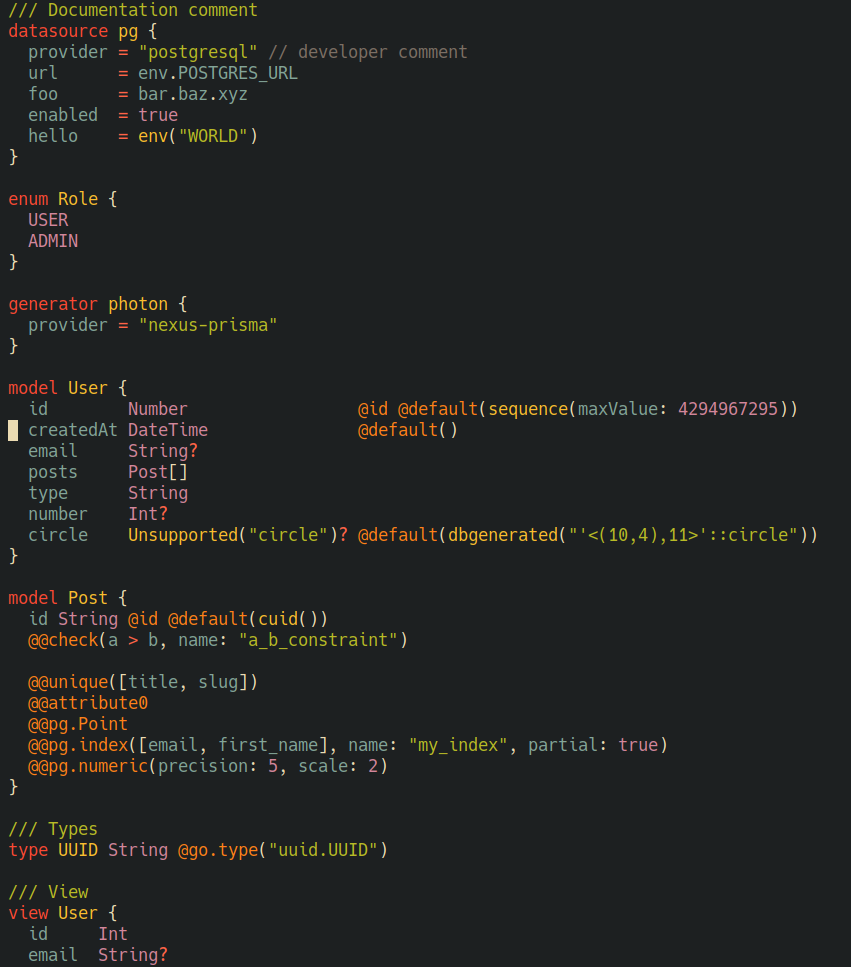 /// Documentation comment
datasource pg {
  provider = "postgresql" // developer comment
  url      = env.POSTGRES_URL
  foo      = bar.baz.xyz
  enabled  = true
  hello    = env("WORLD")
}

enum Role {
  USER
  ADMIN
}

generator photon {
  provider = "nexus-prisma"
}

model User {
  id        Number                 @id @default(sequence(maxValue: 4294967295))
  createdAt DateTime               @default()
  email     String?
  posts     Post[]
  type      String
  number    Int?
  circle    Unsupported("circle")? @default(dbgenerated("'<(10,4),11>'::circle"))
}

model Post {
  id String @id @default(cuid())
  @@check(a > b, name: "a_b_constraint")

  @@unique([title, slug])
  @@attribute0
  @@pg.Point
  @@pg.index([email, first_name], name: "my_index", partial: true)
  @@pg.numeric(precision: 5, scale: 2)
}

/// Types
type UUID String @go.type("uuid.UUID")

/// View
view User {
  id     Int
  email  String?